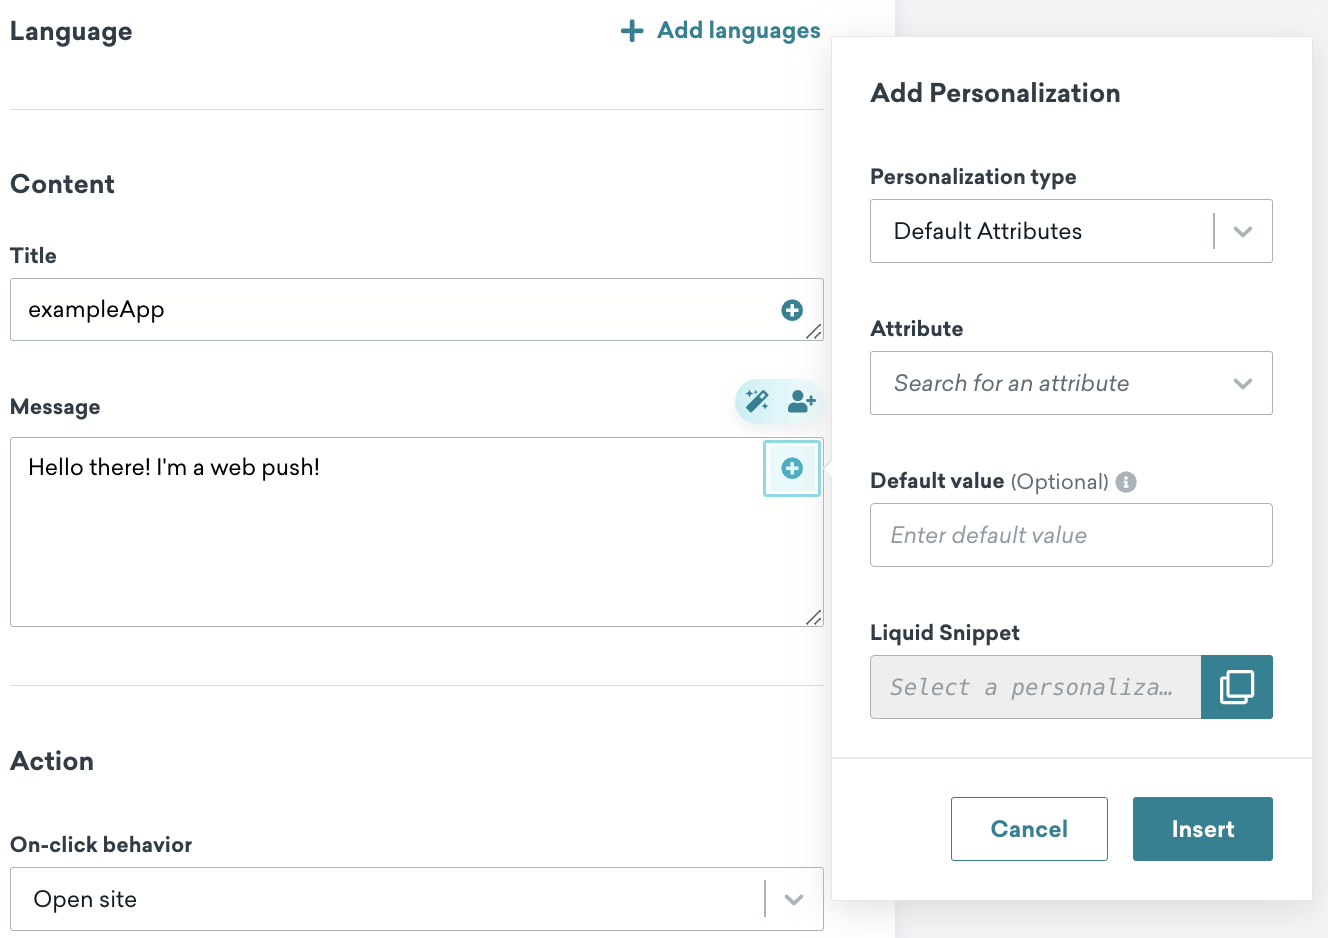 Language
Add languages
Content
Title
exampleApp
Message
Hello there! I'm a web push!
Action
On-click behavior
Open site
Add Personalization
Personalization type
Default Attributes
Attribute
Search for an attribute
Default value (Optional)
Enter default value
Liquid Snippet
Select a personaliza…
Cancel
Insert